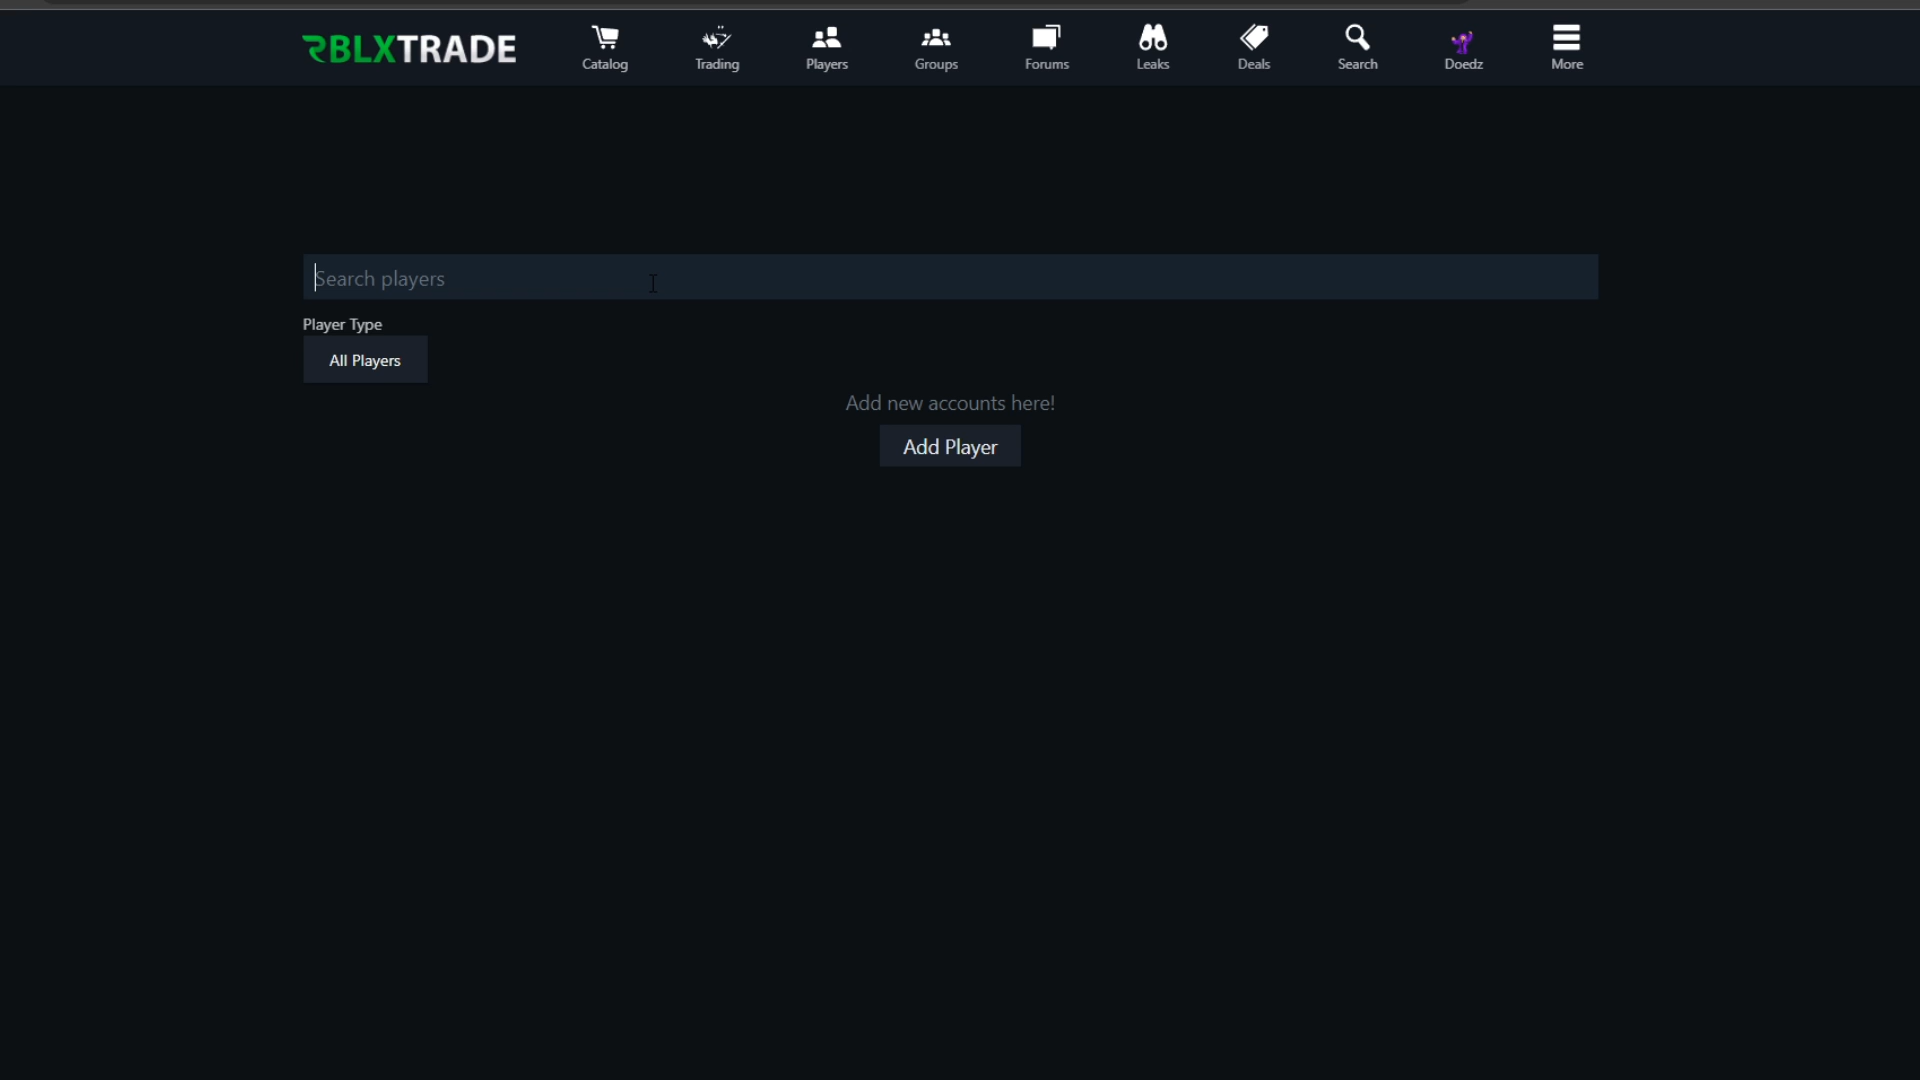 RBLXTRADE
Catalog
Trading
Players
Groups
Forums
Leaks
Deals
Search
Doedz
More
Search players
Player Type
All Players
Add new accounts here!
Add Player